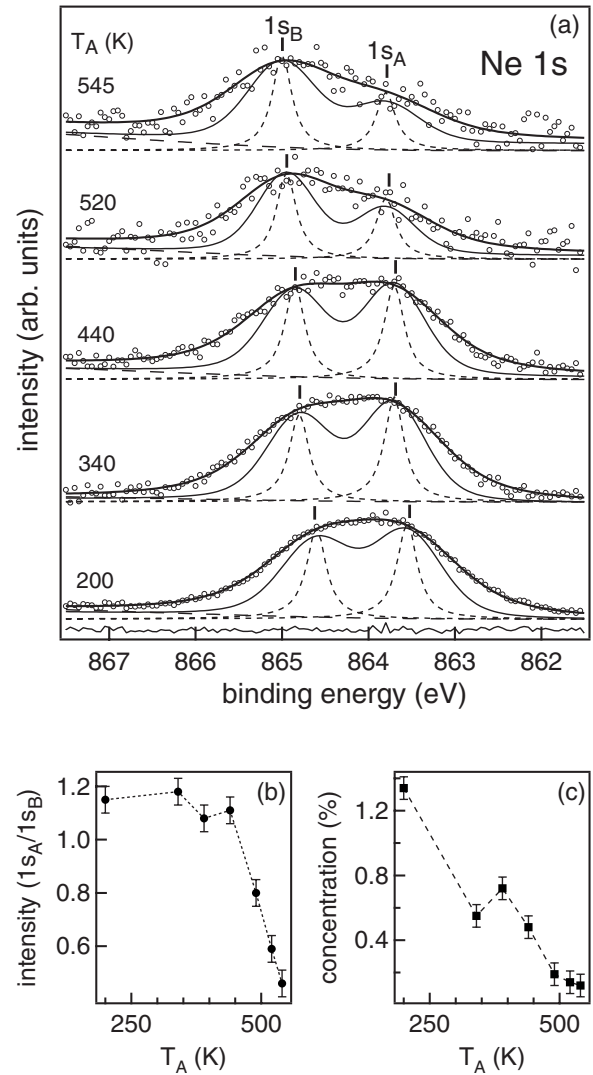 (a)
T_A (K)
1s_B
1s_A
Ne 1s
545
520
440
340
200
intensity (arb. units)
867 866 865 864 863 862
binding energy (eV)
(b)
1.2
1.0
0.8
0.6
intensity (1s_A/1s_B)
250 500
T_A (K)
(c)
1.2
0.8
0.4
concentration (%)
250 500
T_A (K)